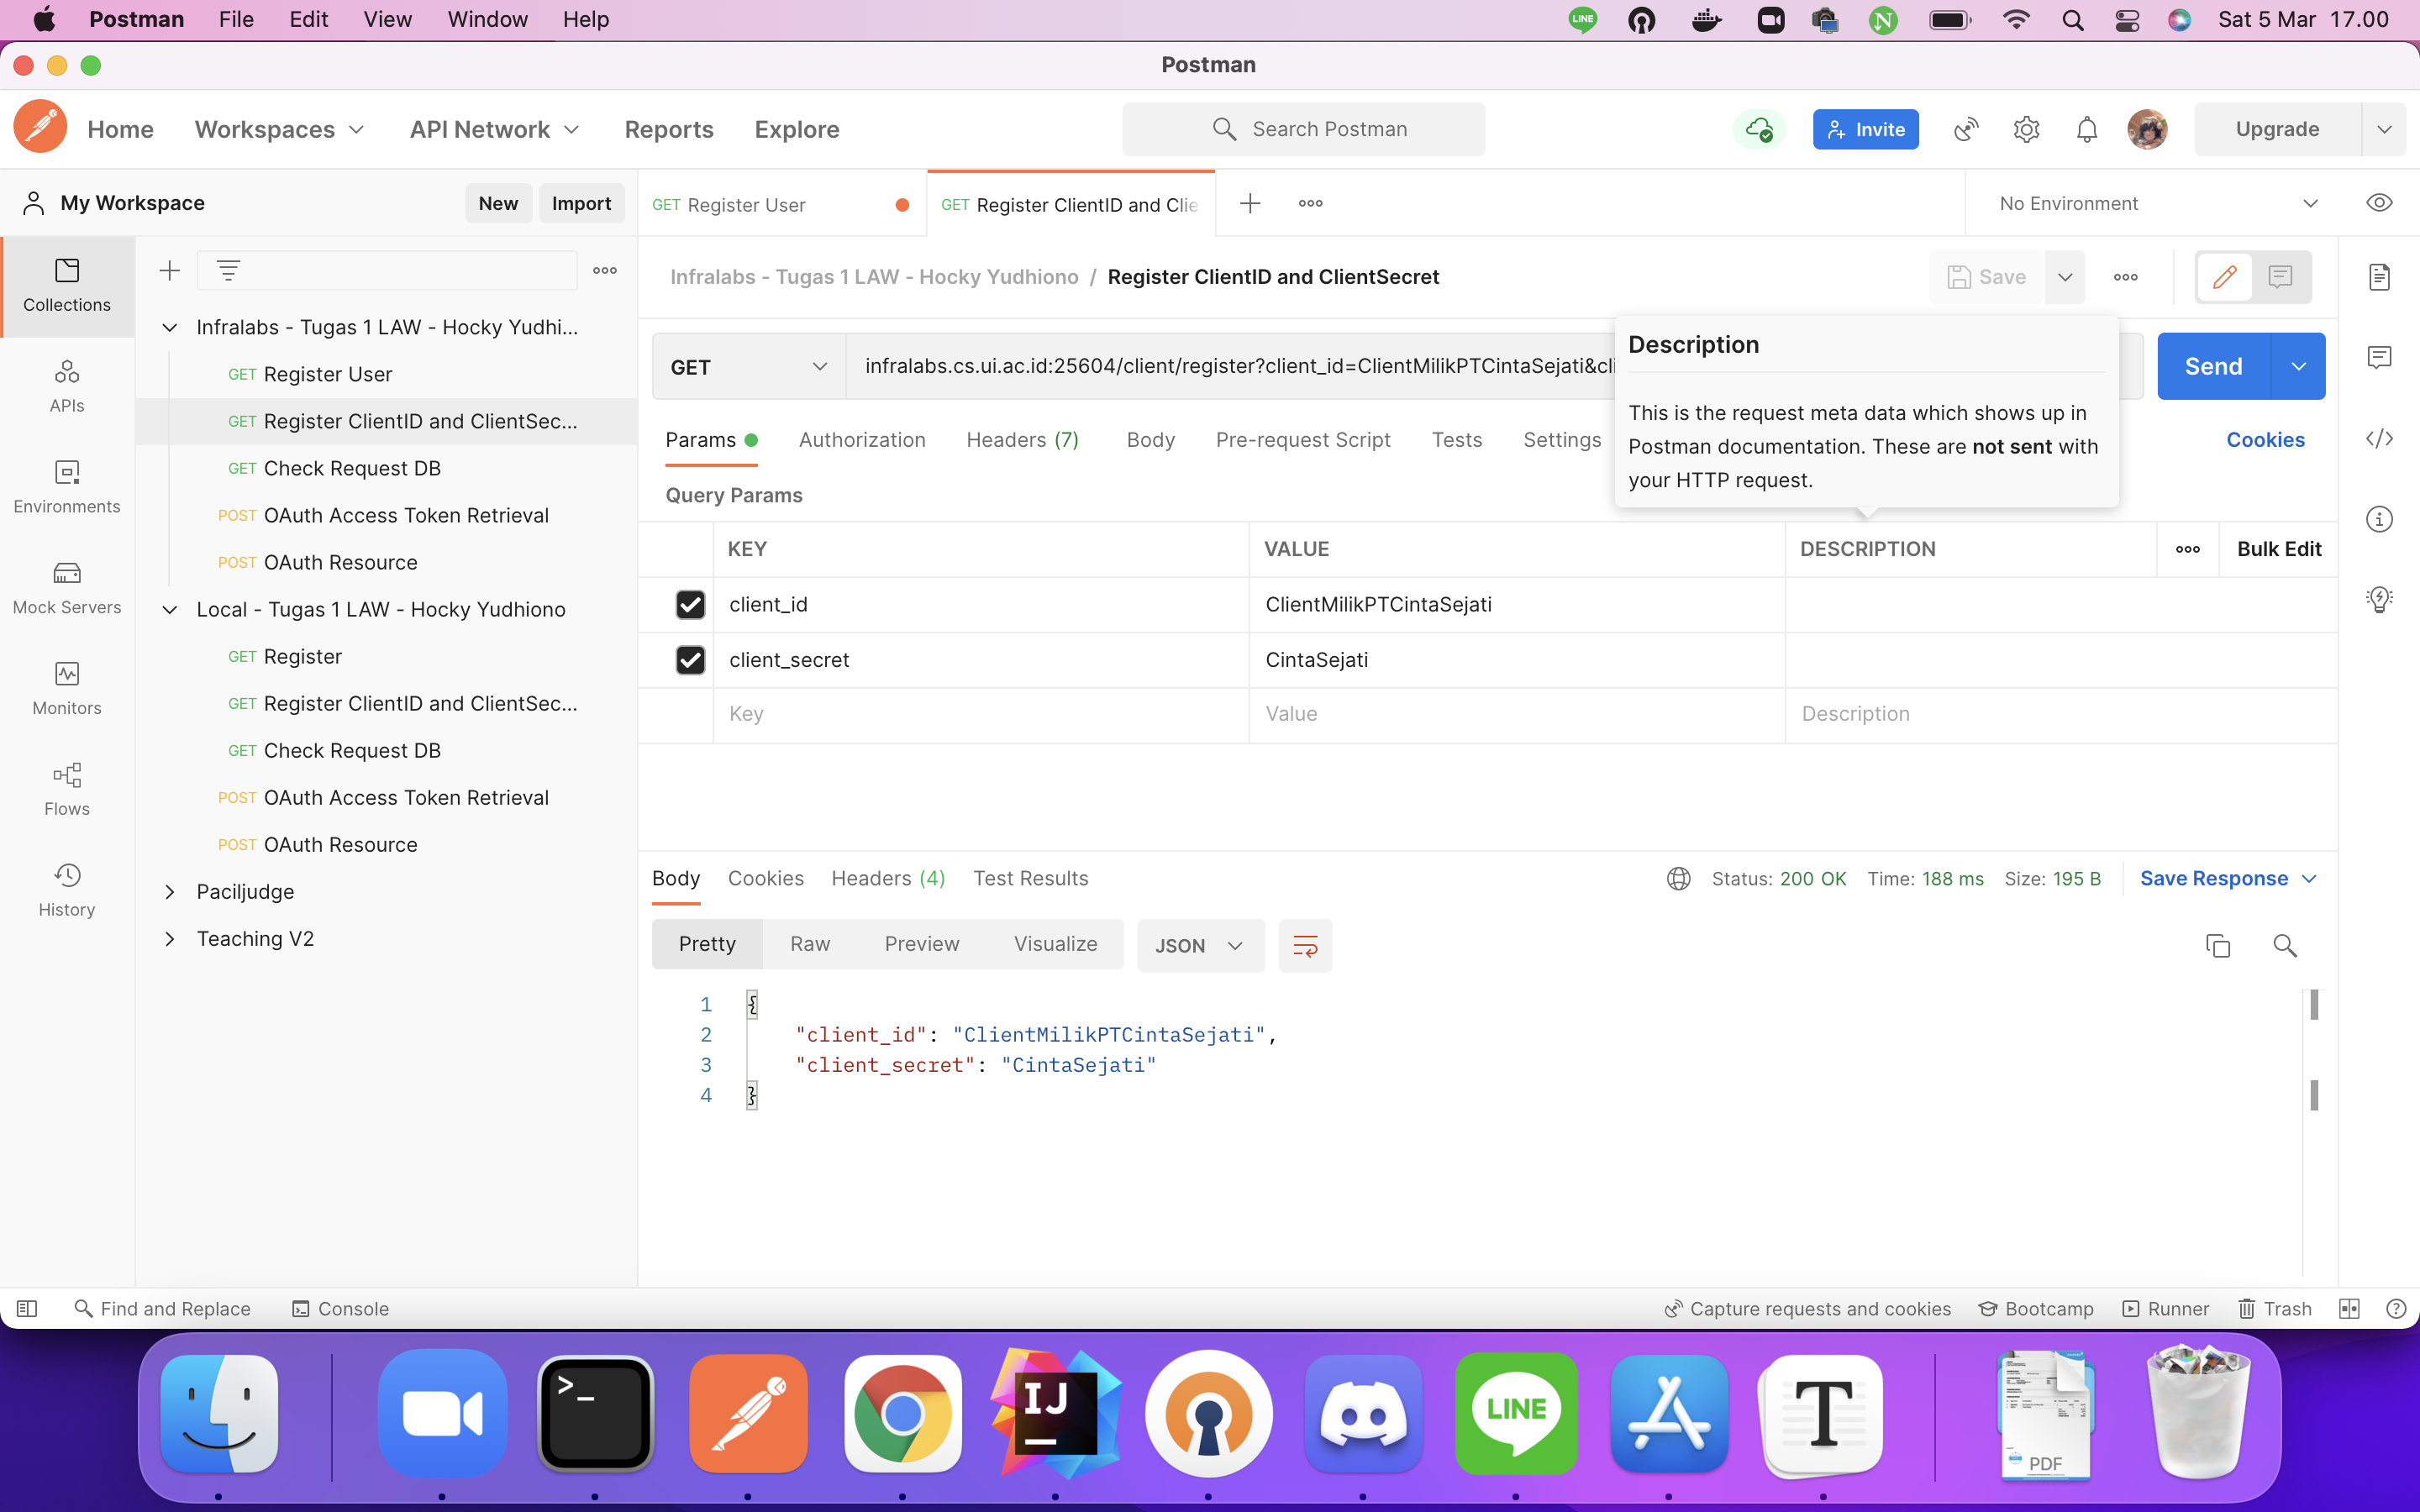 Postman File Edit View Window Help
LINE
N
Sat 5 Mar 17.00
Postman
Home Workspaces API Network Reports Explore
Search Postman
Invite
Upgrade
My Workspace
New
Import
GET Register User
GET Register ClientID and Clie
No Environment
Collections
APIs
Environments
Mock Servers
Monitors
Flows
History
Infralabs - Tugas 1 LAW - Hocky Yudhi...
GET Register User
GET Register ClientID and ClientSec...
GET Check Request DB
POST OAuth Access Token Retrieval
POST OAuth Resource
Local - Tugas 1 LAW - Hocky Yudhiono
GET Register
GET Register ClientID and ClientSec...
GET Check Request DB
POST OAuth Access Token Retrieval
POST OAuth Resource
Paciljudge
Teaching V2
Infralabs - Tugas 1 LAW - Hocky Yudhiono / Register ClientID and ClientSecret
Save
GET
infralabs.cs.ui.ac.id:25604/client/register?client_id=ClientMilikPTCintaSejati&cli
Send
Description
This is the request meta data which shows up in
Postman documentation. These are not sent with
your HTTP request.
Params Authorization Headers (7) Body Pre-request Script Tests Settings
Cookies
Query Params
KEY VALUE DESCRIPTION
Bulk Edit
client_id ClientMilikPTCintaSejati
client_secret CintaSejati
Key Value Description
Body Cookies Headers (4) Test Results
Status: 200 OK Time: 188 ms Size: 195 B
Save Response
Pretty Raw Preview Visualize
JSON
1 {
2 "client_id": "ClientMilikPTCintaSejati",
3 "client_secret": "CintaSejati"
4 }
Find and Replace Console
Capture requests and cookies Bootcamp Runner Trash
>_
IJ
LINE
T
PDF